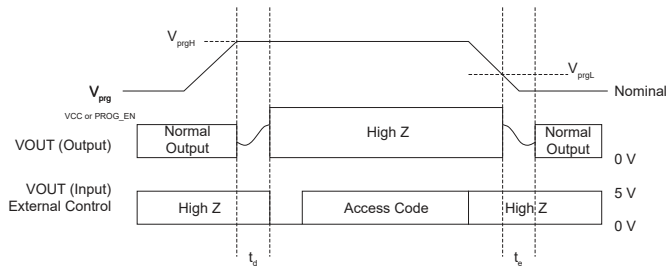 VprgH
VprgL
Vprg
Nominal
VCC or PROG_EN
VOUT (Output)
Normal
Output
High Z
Normal
Output
0 V
VOUT (Input)
External Control
High Z
Access Code
High Z
5 V
0 V
td
te